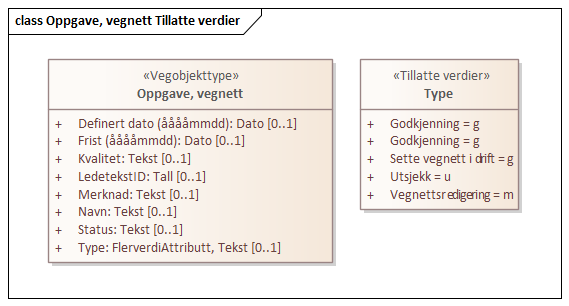 class Oppgave, vegnett Tillatte verdier
«Vegobjekttype»
Oppgave, vegnett
+ Definert dato (ååååmmdd): Dato [0..1]
+ Frist (ååååmmdd): Dato [0..1]
+ Kvalitet: Tekst [0..1]
+ LedetekstID: Tall [0..1]
+ Merknad: Tekst [0..1]
+ Navn: Tekst [0..1]
+ Status: Tekst [0..1]
+ Type: FlerverdiAttributt, Tekst [0..1]
«Tillatte verdier»
Type
+ Godkjenning = g
+ Godkjenning = g
+ Sette vegnett i drift = g
+ Utsjekk = u
+ Vegnettsredigering = m